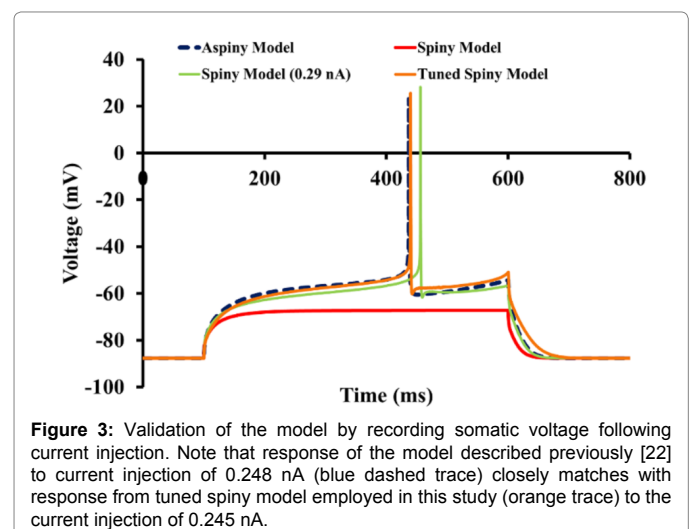 Aspiny Model Spiny Model
Spiny Model (0.29 nA) Tuned Spiny Model
40
20
0
0 200 400 600 800
-20
-40
-60
-80
-100
Voltage (mV)
Time (ms)
Figure 3: Validation of the model by recording somatic voltage following
current injection. Note that response of the model described previously [22]
to current injection of 0.248 nA (blue dashed trace) closely matches with
response from tuned spiny model employed in this study (orange trace) to the
current injection of 0.245 nA.